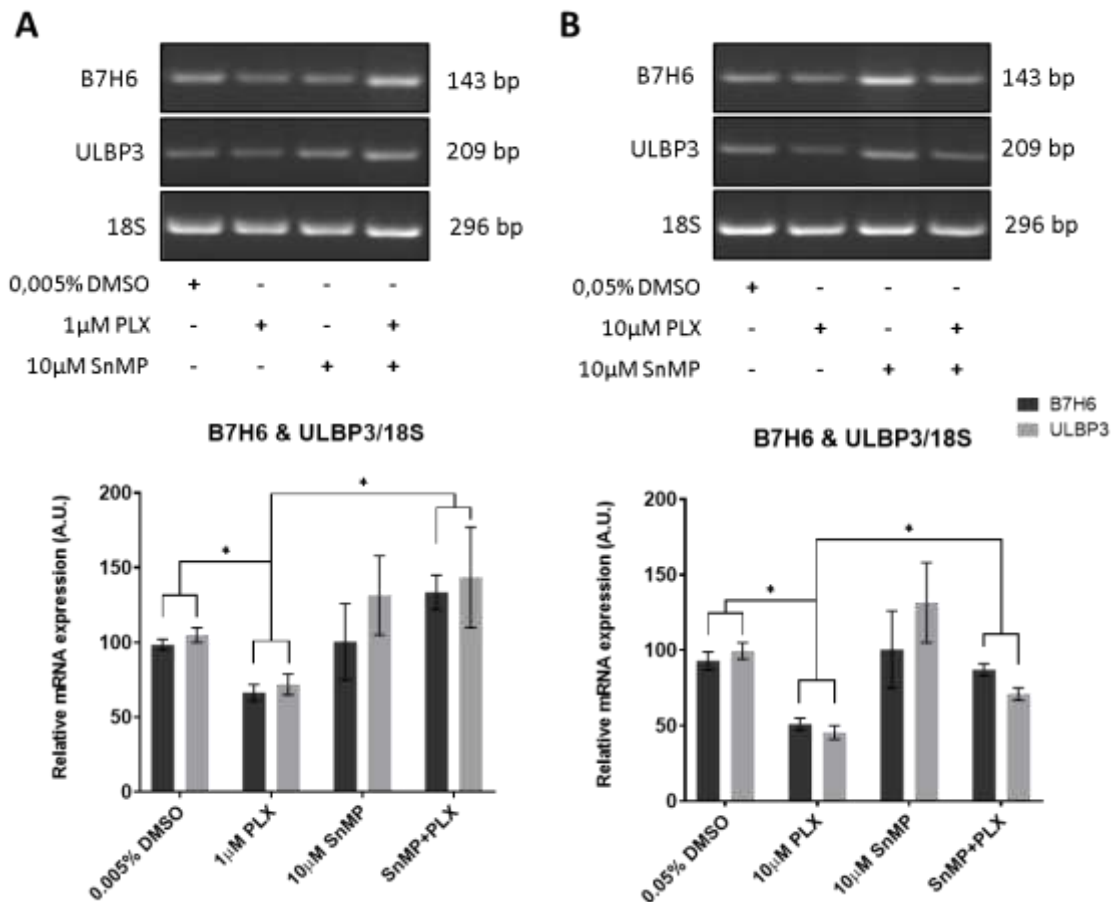 A
B7H6 143 bp
ULBP3 209 bp
18S 296 bp
0,005% DMSO + - - -
1µM PLX - + - +
10µM SnMP - - + +
B7H6 & ULBP3/18S
Relative mRNA expression (A.U.)
200
150
100
50
0
*
*
0.005% DMSO
1µM PLX
10µM SnMP
SnMP+PLX
B
B7H6 143 bp
ULBP3 209 bp
18S 296 bp
0,05% DMSO + - - -
10µM PLX - + - +
10µM SnMP - - + +
B7H6
ULBP3
B7H6 & ULBP3/18S
Relative mRNA expression (A.U.)
200
150
100
50
0
*
*
0.05% DMSO
10µM PLX
10µM SnMP
SnMP+PLX